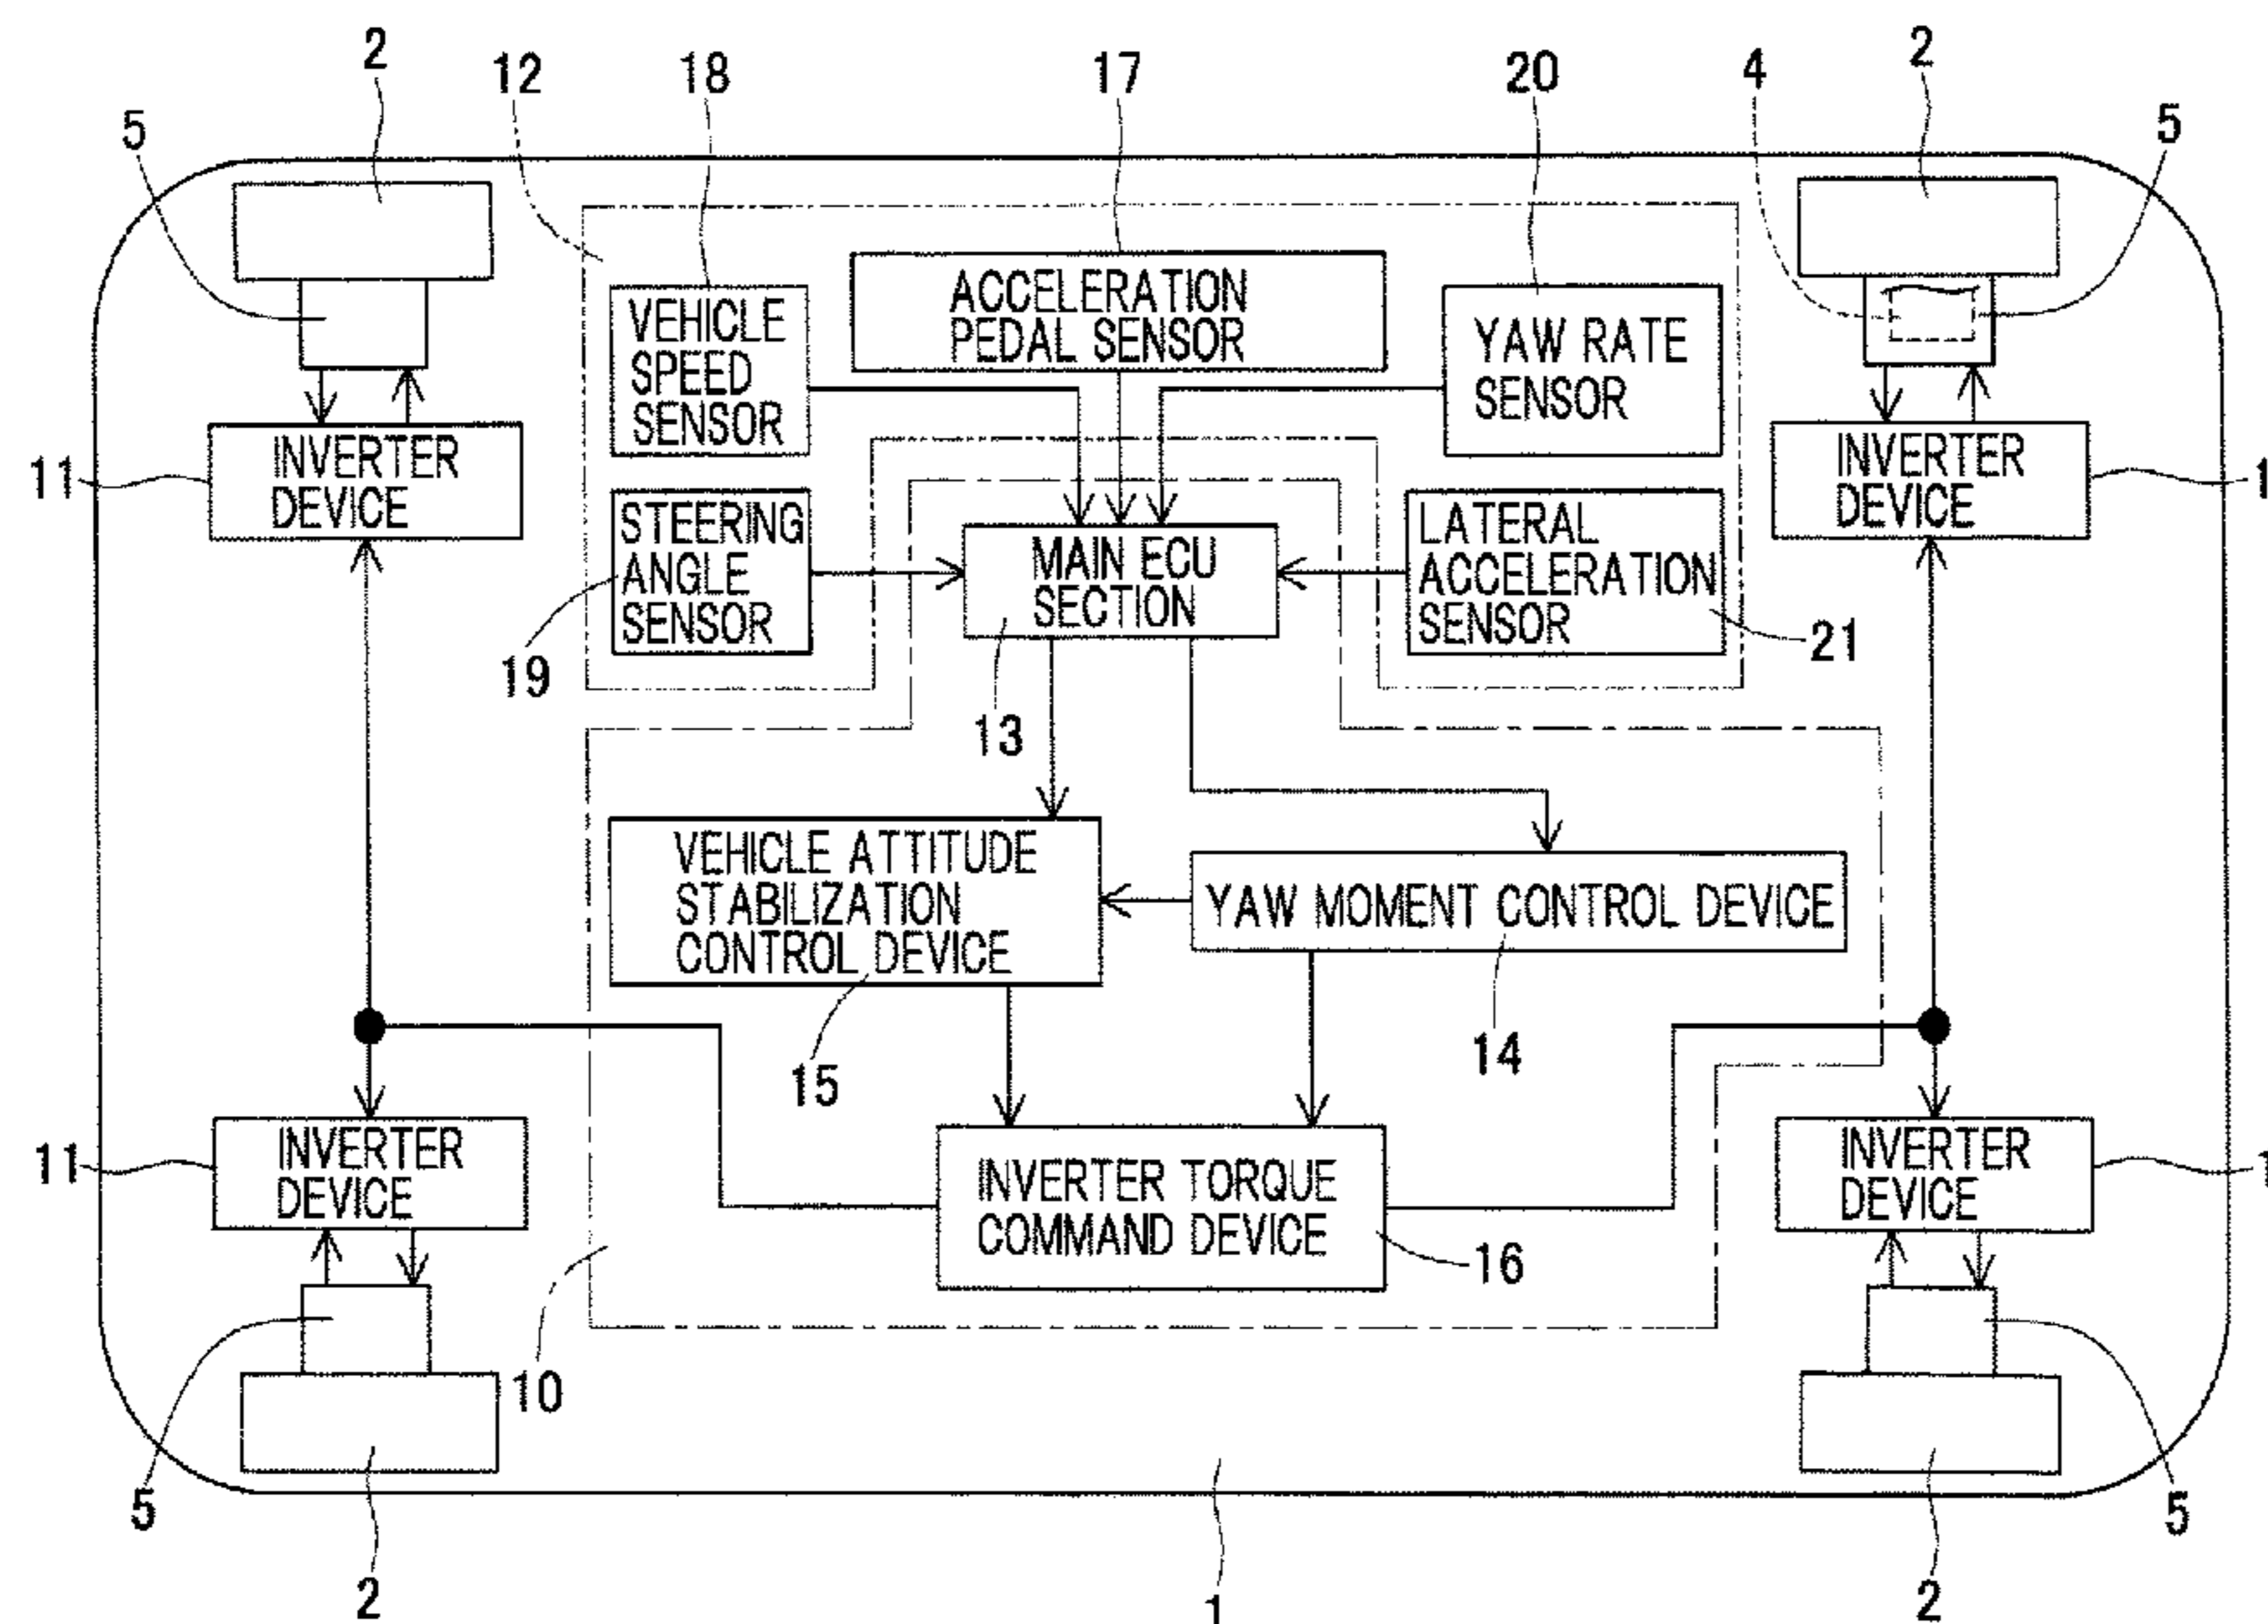 2
12
18
17
20
4
2
5
5
VEHICLE
SPEED
SENSOR
ACCELERATION
PEDAL SENSOR
YAW RATE
SENSOR
11
INVERTER
DEVICE
INVERTER
DEVICE
1
STEERING
ANGLE
SENSOR
MAIN ECU
SECTION
LATERAL
ACCELERATION
SENSOR
19
21
13
VEHICLE ATTITUDE
STABILIZATION
CONTROL DEVICE
YAW MOMENT CONTROL DEVICE
15
14
11
INVERTER
DEVICE
INVERTER TORQUE
COMMAND DEVICE
INVERTER
DEVICE
1
16
10
5
5
2
1
2